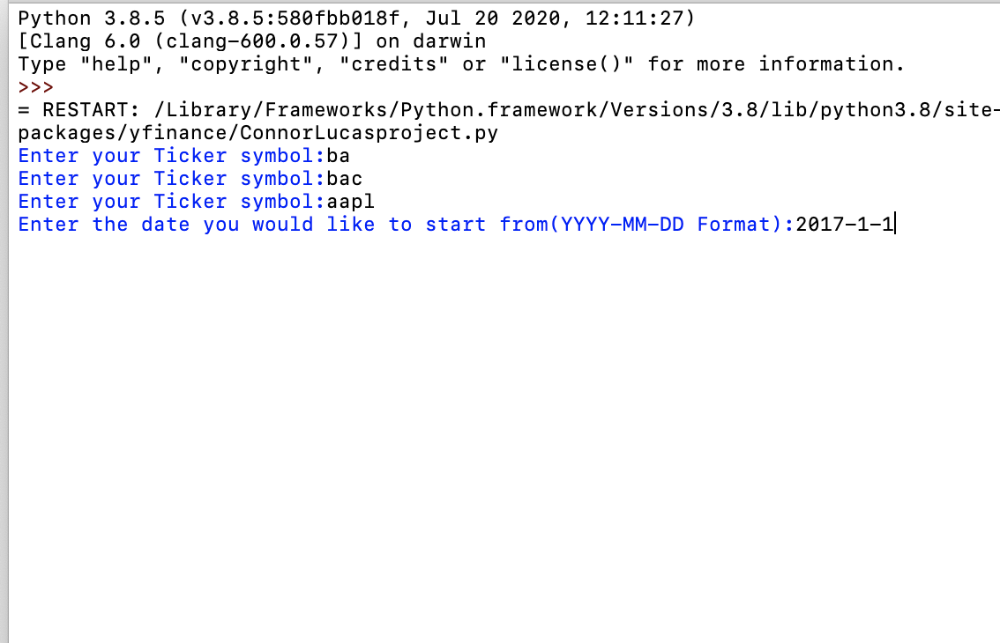 Python 3.8.5 (v3.8.5:580fbb018f, Jul 20 2020, 12:11:27)
[Clang 6.0 (clang-600.0.57)] on darwin
Type "help", "copyright", "credits" or "license()" for more information.
>>>
= RESTART: /Library/Frameworks/Python.framework/Versions/3.8/lib/python3.8/site-
packages/yfinance/ConnorLucasproject.py
Enter your Ticker symbol:ba
Enter your Ticker symbol:bac
Enter your Ticker symbol:aapl
Enter the date you would like to start from(YYYY-MM-DD Format):2017-1-1